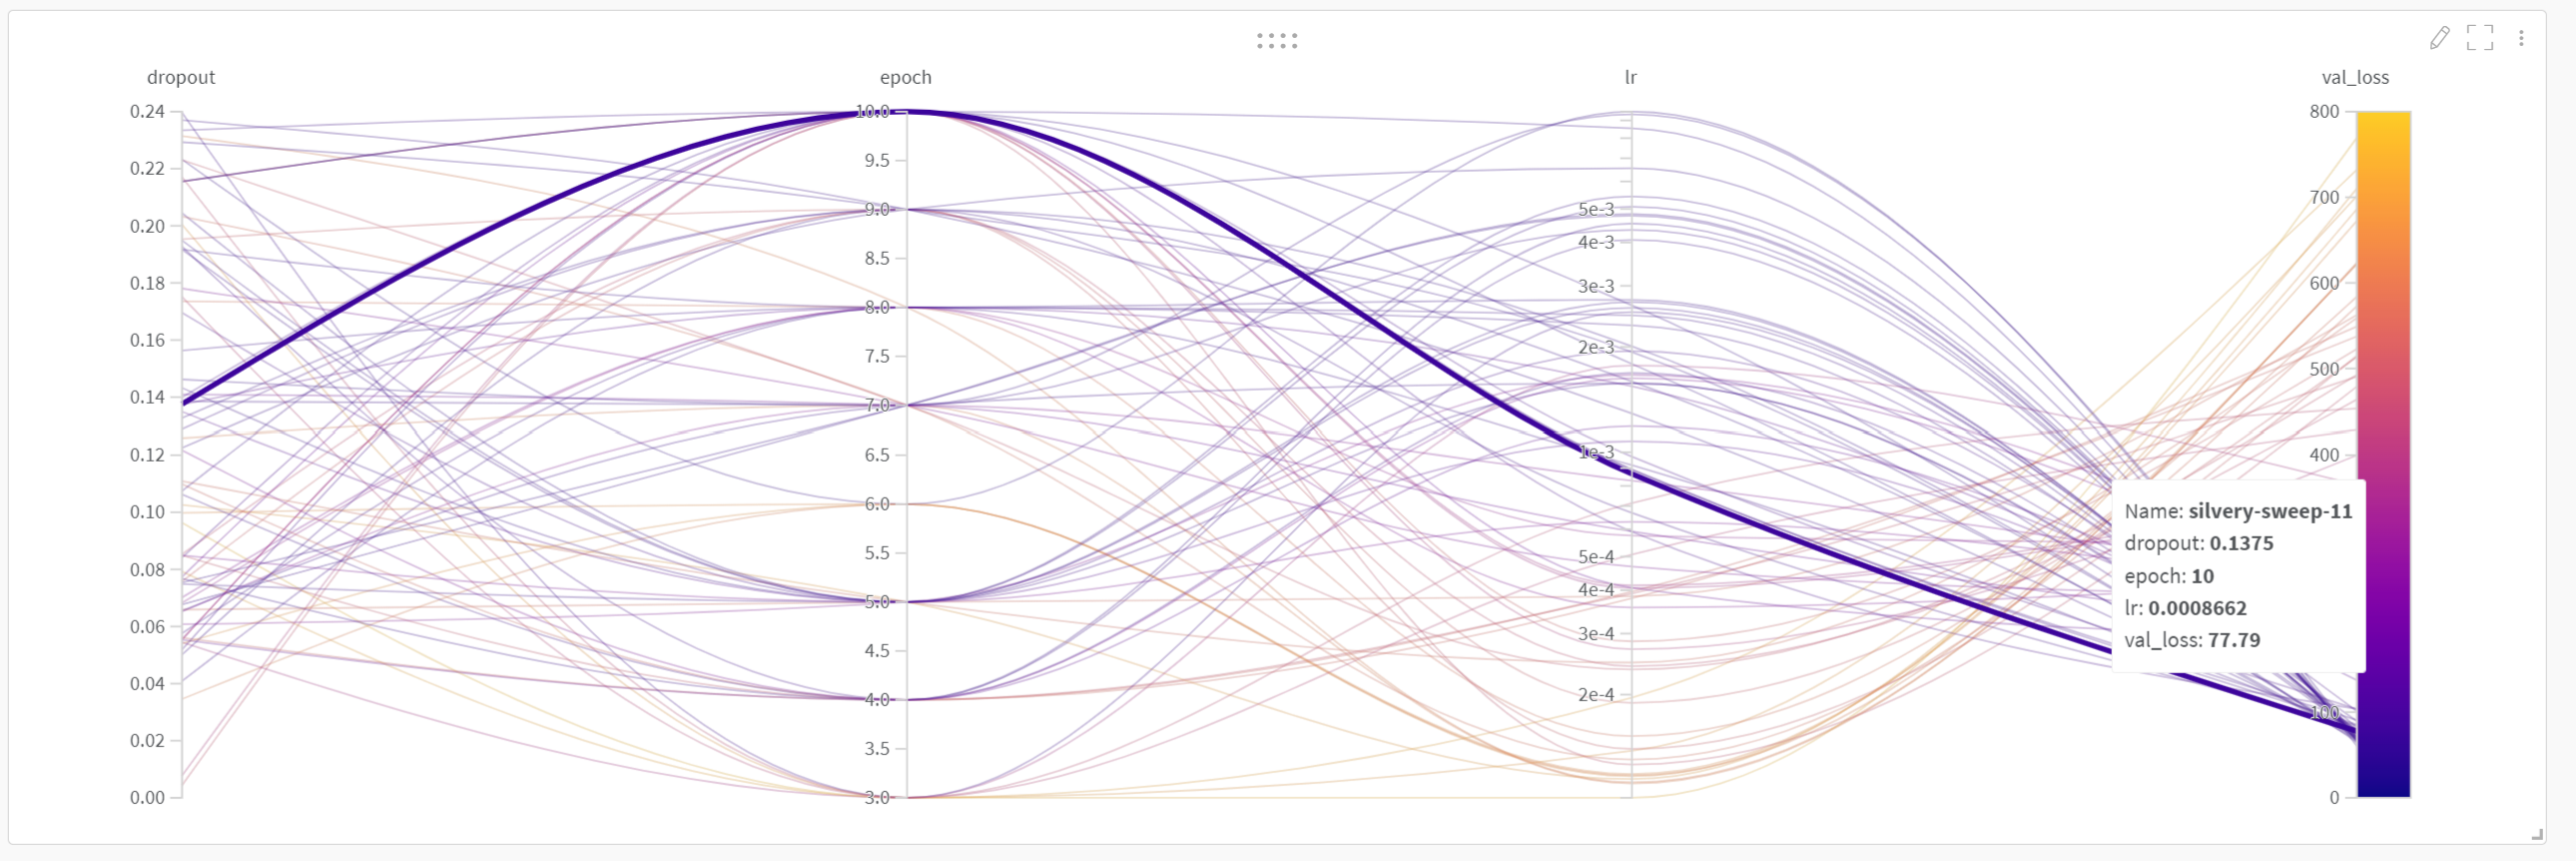 dropout
epoch
lr
val_loss
0.24
0.22
0.20
0.18
0.16
0.14
0.12
0.10
0.08
0.06
0.04
0.02
0.00
10.0
9.5
9.0
8.5
8.0
7.5
7.0
6.5
6.0
5.5
5.0
4.5
4.0
3.5
3.0
5e-3
4e-3
3e-3
2e-3
1e-3
5e-4
4e-4
3e-4
2e-4
800
700
600
500
400
100
0
Name: silvery-sweep-11
dropout: 0.1375
epoch: 10
lr: 0.0008662
val_loss: 77.79